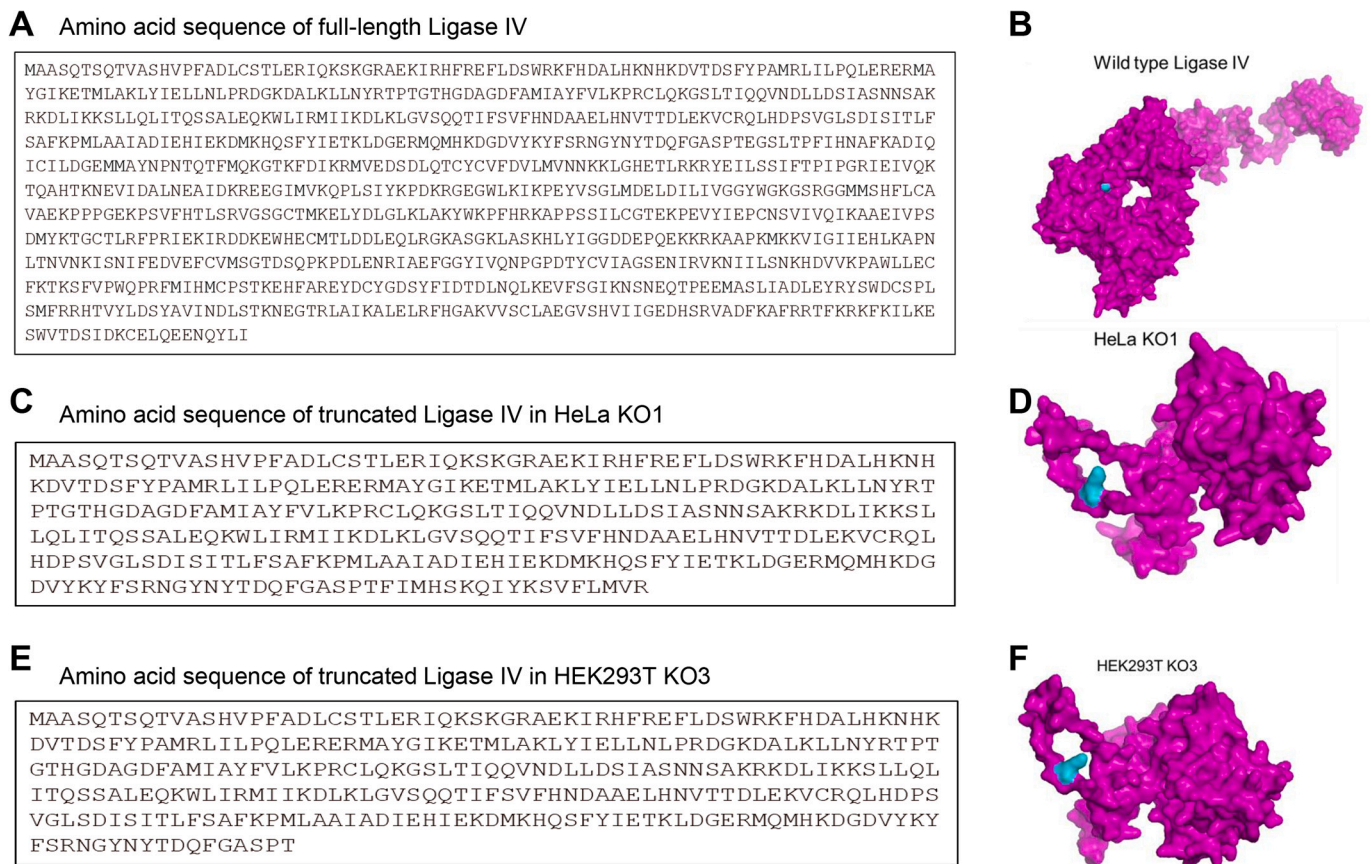 A Amino acid sequence of full-length Ligase IV
MAASQTSQTVASHVPFADLCSTLERIQKSKGRAEKIRHFREFLDSWRKFHDALHKNHKDVTDSFYPAMRLILPQLERERMA
YGIKETMLAKLYIELLNLPRDGKDALKLLNYRTPTGTHGDAGDFAMIAYFVLKPRCLQKGSLTIQQVNDLLDSIASNNSAK
RKDLIKKSLLQLITQSSALEQKWLIRMIIKDLKLGVSQQTIFSVFHNDAAELHNVTTDLEKVCRQLHDPSVGLSDISITLF
SAFKPMLAAIADIEHIEKDMKHQSFYIETKLDGERMQMHKDGDVYKYFSRNGYNYTDQFGASPTEGSLTPFIHNAFKADIQ
ICILDGEMMAYNPNTQTFMQKGTKFDIKRMVEDSDLQTCYCVFDVLMVNNKKLGHETLRKRYEILSSIFTPIPGRIEIVQK
TQAHTKNEVIDALNEAIDKREEGIMVKQPLSIYKPDKRGEGWLKIKPEYVSGLMDELDILIVGGYWGKGSRGGMMSHFLCA
VAEKPPPGEKPSVFHTLSRVGSGCTMKELYDLGLKLAKYWKPFHRKAPPSSILCGTEKPEVYIEPCNSVIVQIKAAEIVPS
DMYKTGCTLRFPRIEKIRDDKEWHECMTLDDLEQLRGKASGKLASKHLYIGGDDEPQEKKRKAAPKMKKVIGIIEHLKAPN
LTNVNKISNIFEDVEFCVMSGTDSQPKPDLENRIAEFGGYIVQNPGPDTYCVIAGSENIRVKNIILSNKHDVVKPAWLLEC
FKTKSFVPWQPRFMIHMCPSTKEHFAREYDCYGDSYFIDTDLNQLKEVFSGIKNSNEQTPEEMASLIADLEYRYSWDCSPL
SMFRRHTVYLDSYAVINDLSTKNEGTRLAIKALELRFHGAKVVSCLAEGVSHVIIGEDHSRVADFKAFRRTFKRKFKILKE
SWVTDSIDKCELQEENQYLI
B
Wild type Ligase IV
C Amino acid sequence of truncated Ligase IV in HeLa KO1
MAASQTSQTVASHVPFADLCSTLERIQKSKGRAEKIRHFREFLDSWRKFHDALHKNH
KDVTDSFYPAMRLILPQLERERMAYGIKETMLAKLYIELLNLPRDGKDALKLLNYRT
PTGTHGDAGDFAMIAYFVLKPRCLQKGSLTIQQVNDLLDSIASNNSAKRKDLIKKSL
LQLITQSSALEQKWLIRMIIKDLKLGVSQQTIFSVFHNDAAELHNVTTDLEKVCRQL
HDPSVGLSDISITLFSAFKPMLAAIADIEHIEKDMKHQSFYIETKLDGERMQMHKDG
DVYKYFSRNGYNYTDQFGASPTFIMHSKQIYKSVFLMVR
HeLa KO1
D
E Amino acid sequence of truncated Ligase IV in HEK293T KO3
MAASQTSQTVASHVPFADLCSTLERIQKSKGRAEKIRHFREFLDSWRKFHDALHKNHK
DVTDSFYPAMRLILPQLERERMAYGIKETMLAKLYIELLNLPRDGKDALKLLNYRTPT
GTHGDAGDFAMIAYFVLKPRCLQKGSLTIQQVNDLLDSIASNNSAKRKDLIKKSLLQL
ITQSSALEQKWLIRMIIKDLKLGVSQQTIFSVFHNDAAELHNVTTDLEKVCRQLHDPS
VGLSDISITLFSAFKPMLAAIADIEHIEKDMKHQSFYIETKLDGERMQMHKDGDVYKY
FSRNGYNYTDQFGASPT
F
HEK293T KO3